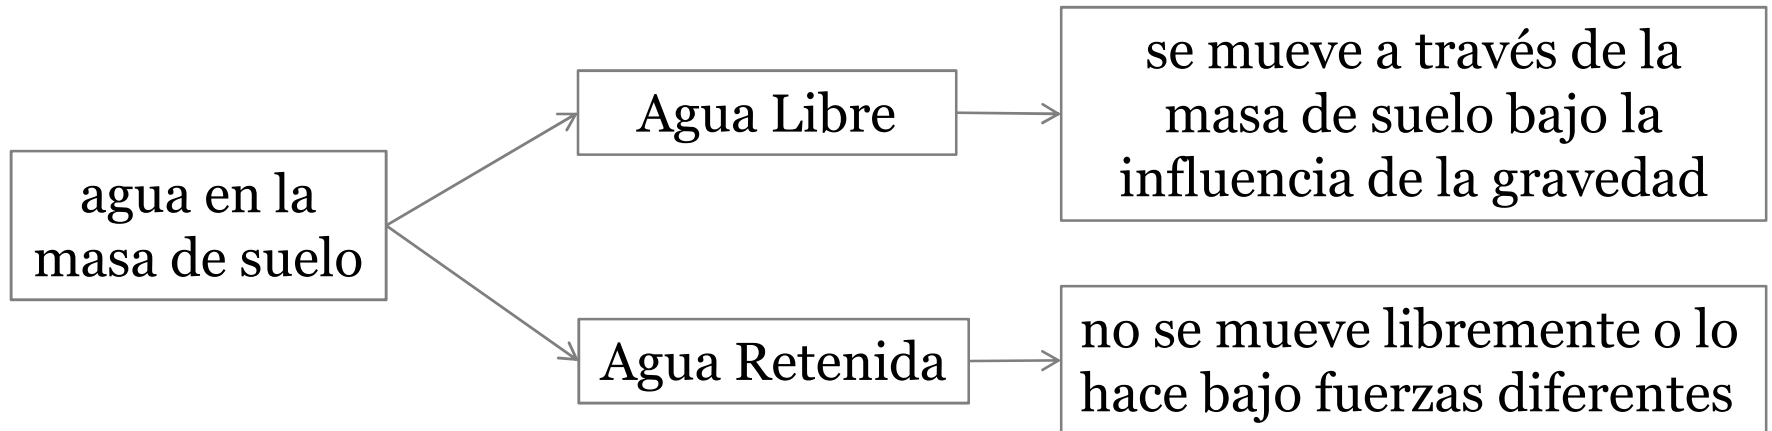 agua en la
masa de suelo
Agua Libre
se mueve a través de la
masa de suelo bajo la
influencia de la gravedad
Agua Retenida
no se mueve libremente o lo
hace bajo fuerzas diferentes